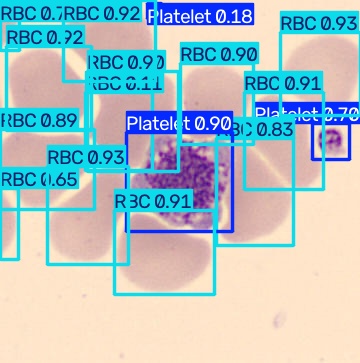 RBC 0.7
RBC 0.92
Platelet 0.18
RBC 0.93
RBC 0.92
RBC 0.90
RBC 0.90
RBC 0.11
RBC 0.91
Platelet 0.70
RBC 0.89
Platelet 0.90
RBC 0.83
RBC 0.93
RBC 0.65
RBC 0.91